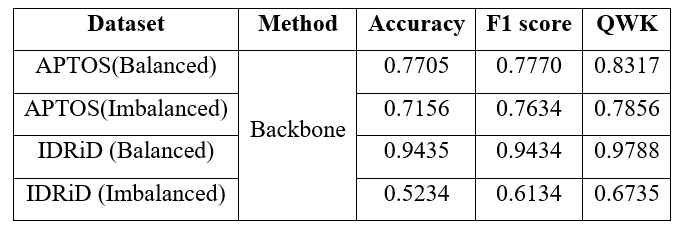 Dataset Method Accuracy F1 score QWK
APTOS(Balanced) 0.7705 0.7770 0.8317
APTOS(Imbalanced) 0.7156 0.7634 0.7856
Backbone
IDRiD (Balanced) 0.9435 0.9434 0.9788
IDRiD (Imbalanced) 0.5234 0.6134 0.6735